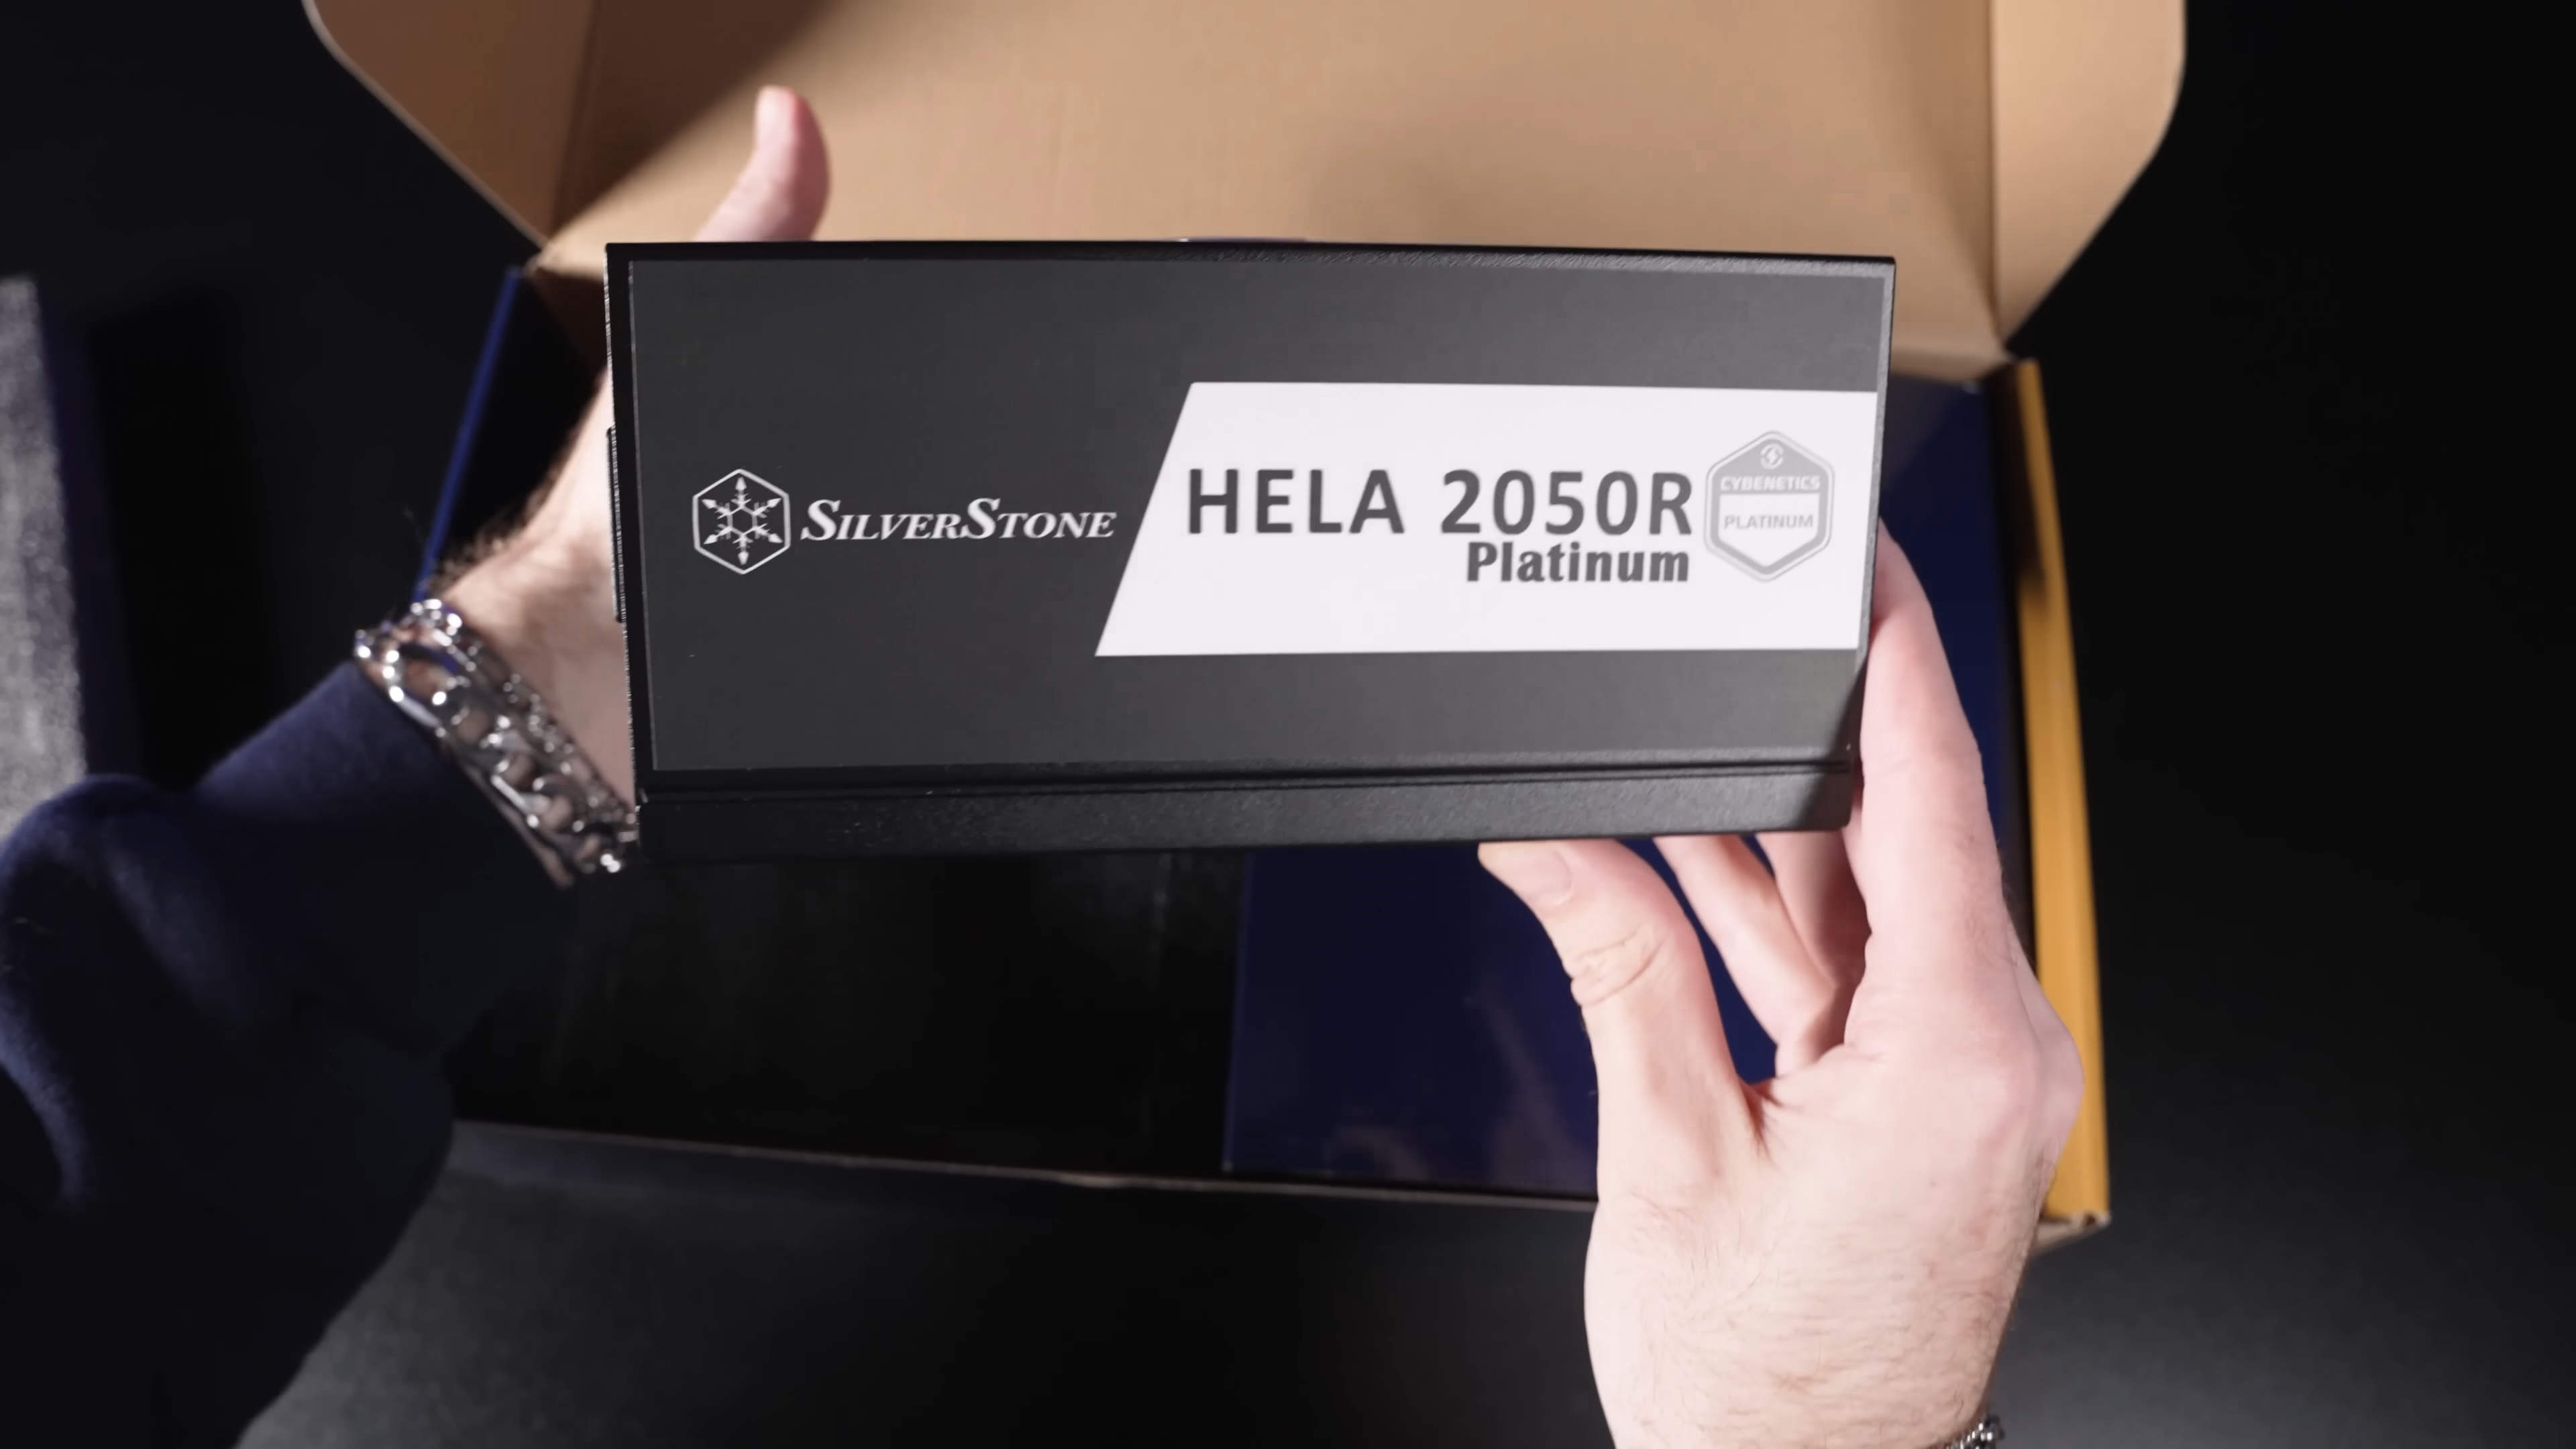 SILVERSTONE
HELA 2050R
Platinum
CYBENETICS
PLATINUM